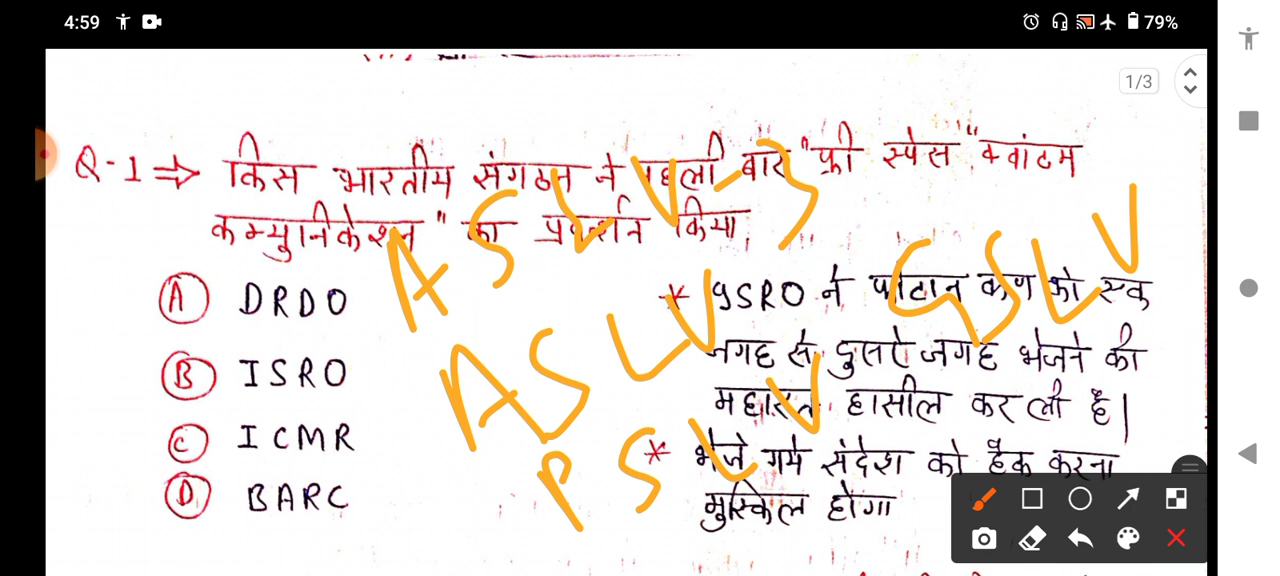 4:59
79%
1/3
Q-1 ⇒ किस भारतीय संगठन ने पहली बार "फ्री स्पेस" क्वांटम
कम्युनिकेशन" का प्रदर्शन किया
A DRDO
B ISRO
C ICMR
D BARC
* ISRO ने फोटान कण को एक
जगह से दुसरे जगह भेजने की
महारत हासील कर ली है|
* भेजे गये संदेश को हैक करना
मुस्किल होगा
ASLV-3
ASLV
PSLV
GSLV